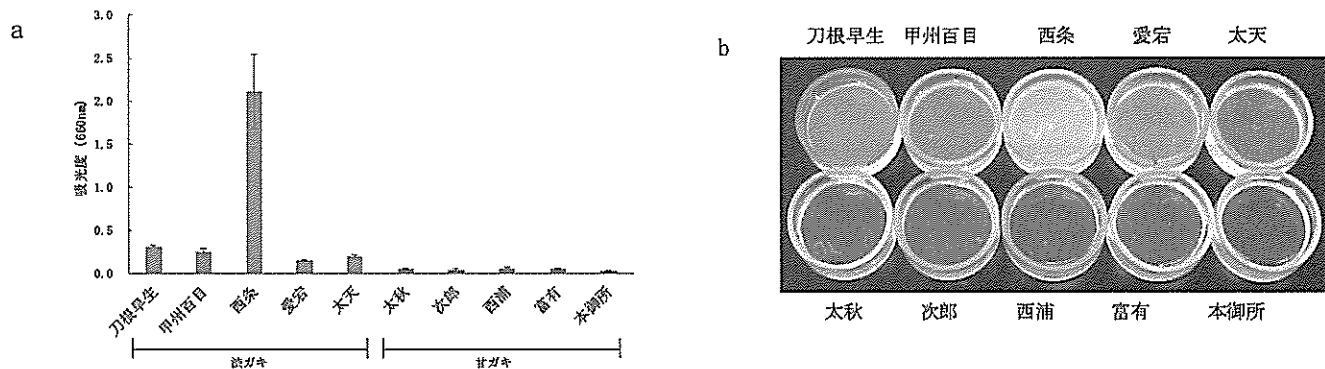 a
3.0
2.5
2.0
1.5
1.0
0.5
0.0
吸光度 (660nm)
刀根早生
甲州百目
西条
愛宕
太天
太秋
次郎
西浦
富有
本御所
渋ガキ
甘ガキ
b
刀根早生 甲州百目 西条 愛宕 太天
太秋 次郎 西浦 富有 本御所